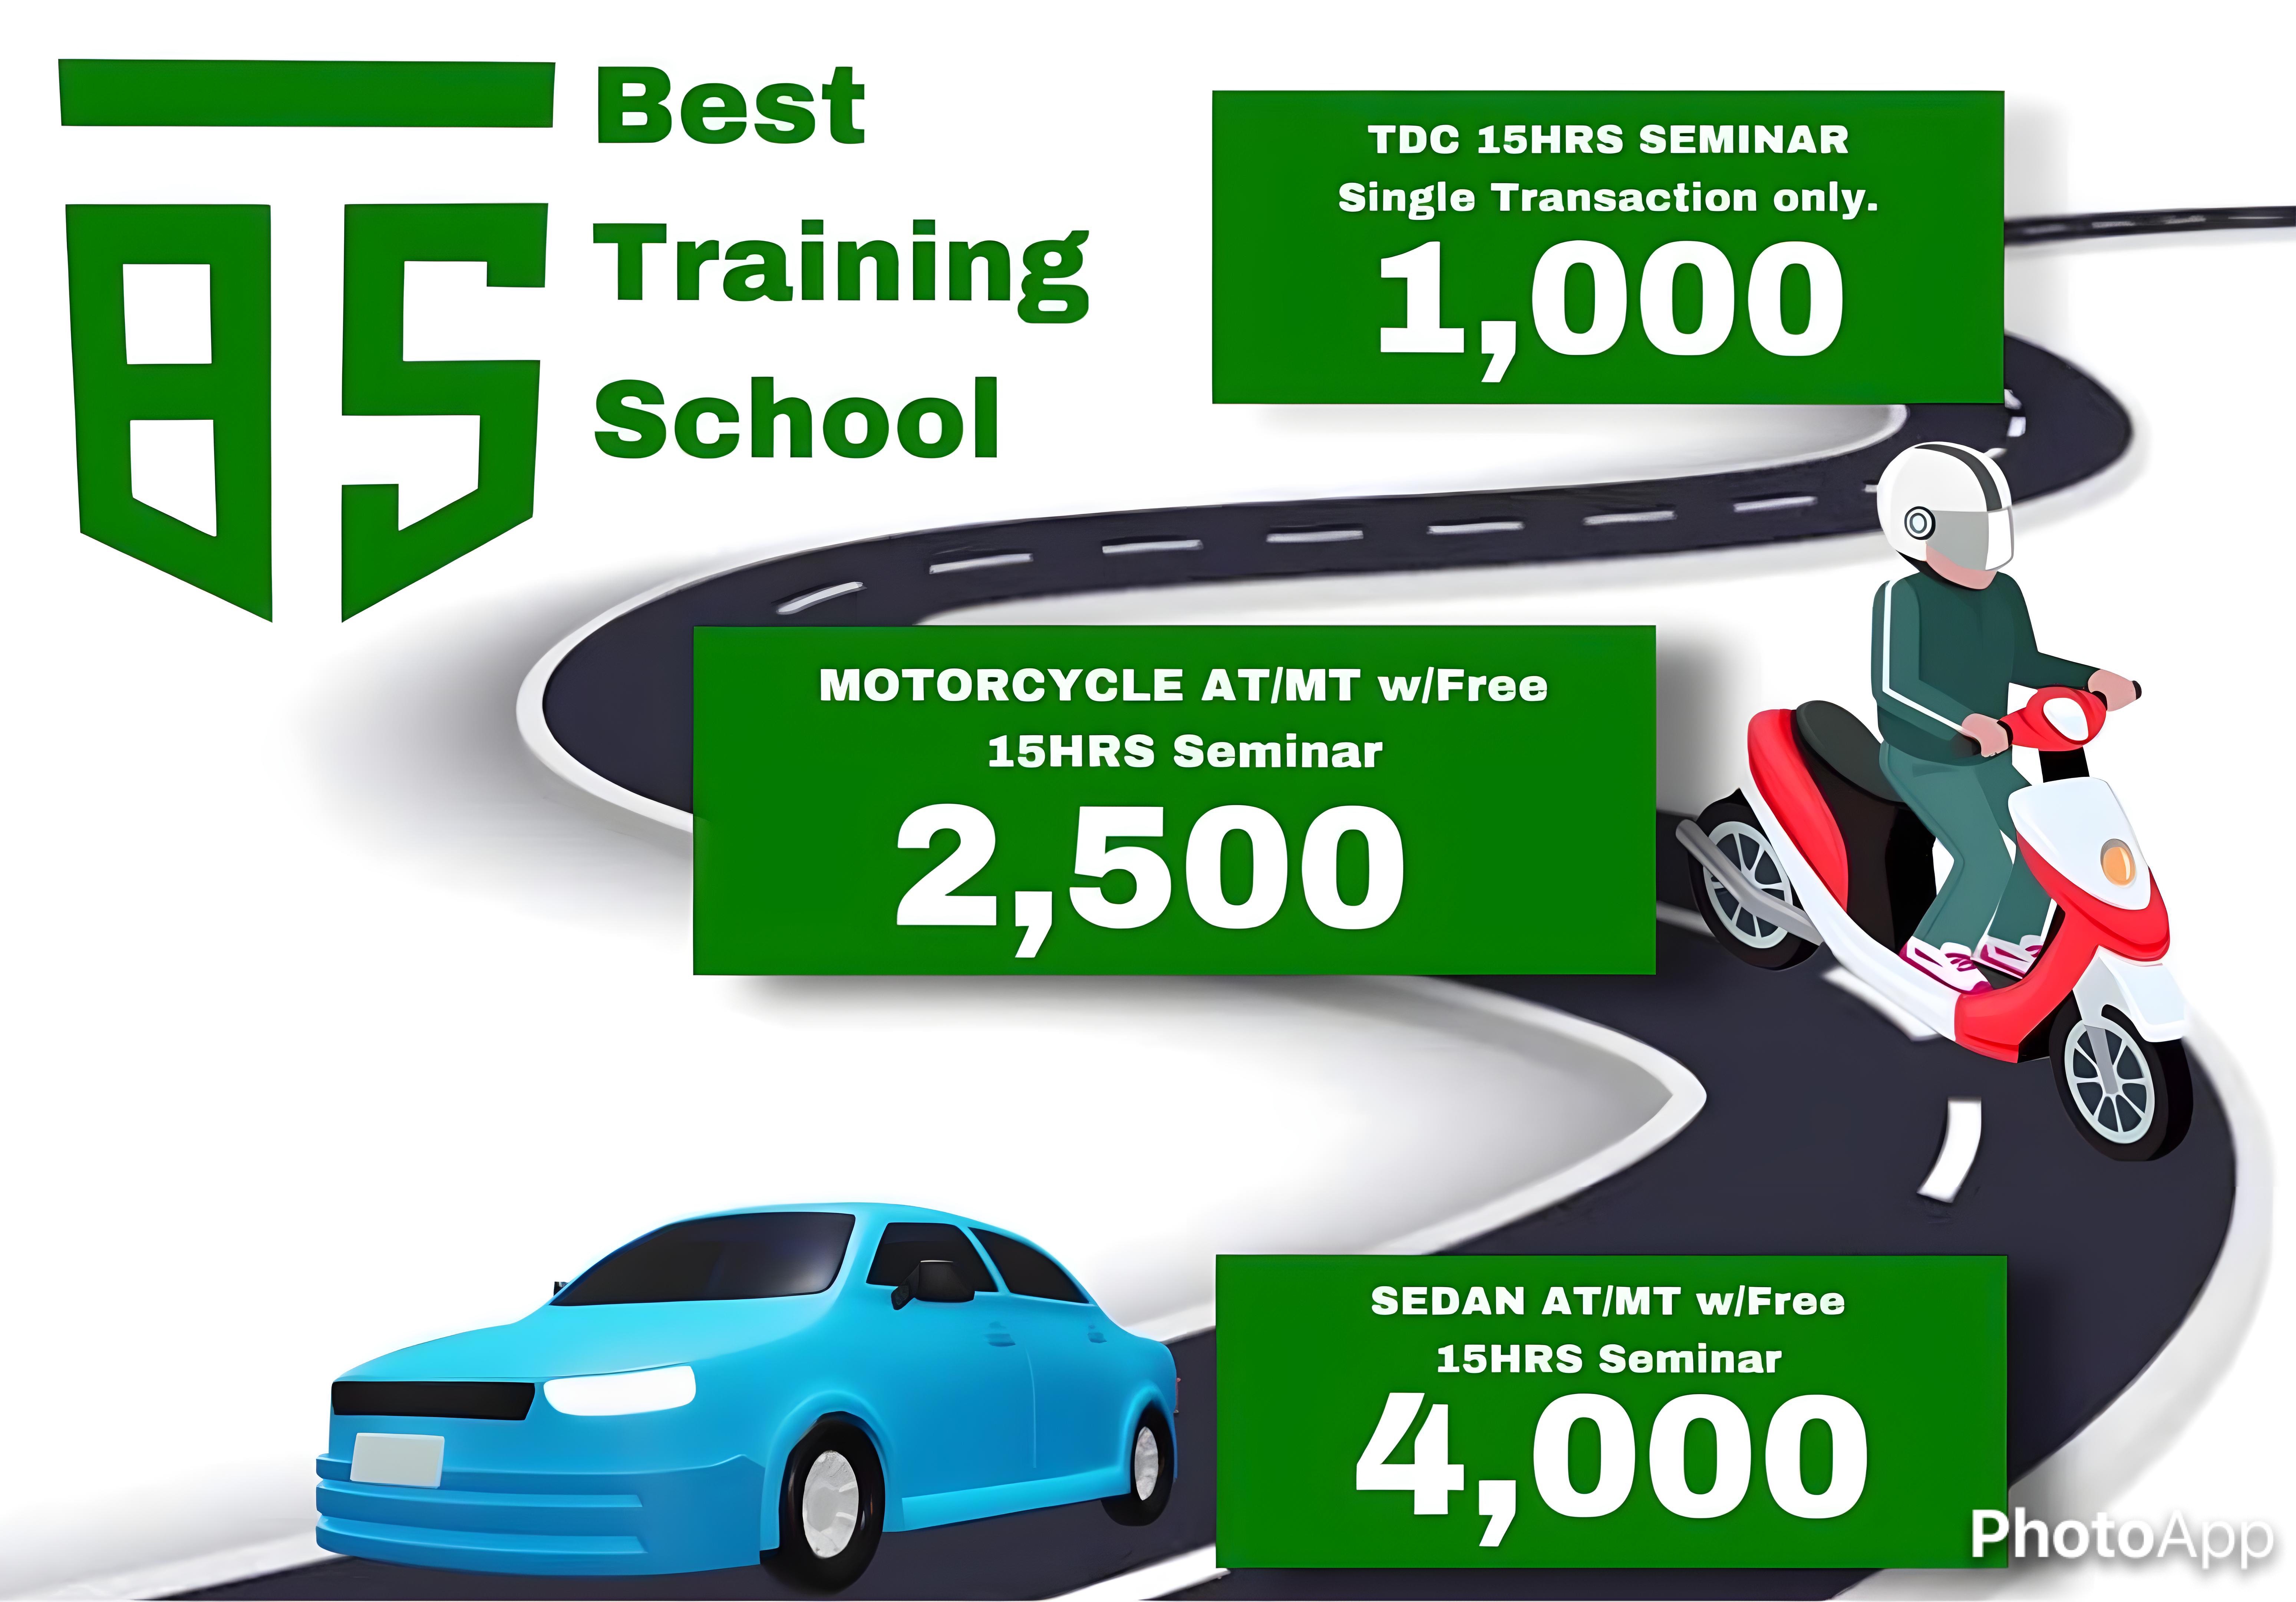 BS
Best
Training
School
TDC 15HRS SEMINAR
Single Transaction only.
1,000
MOTORCYCLE AT/MT w/Free
15HRS Seminar
2,500
SEDAN AT/MT w/Free
15HRS Seminar
4,000
PhotoApp